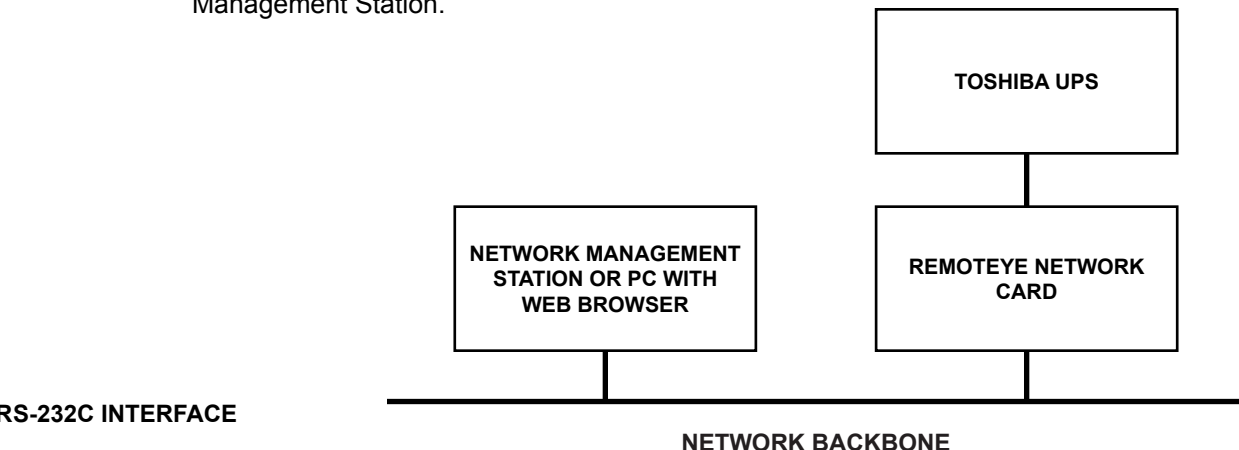 Management Station.
TOSHIBA UPS
NETWORK MANAGEMENT
STATION OR PC WITH
WEB BROWSER
REMOTEYE NETWORK
CARD
RS-232C INTERFACE
NETWORK BACKBONE